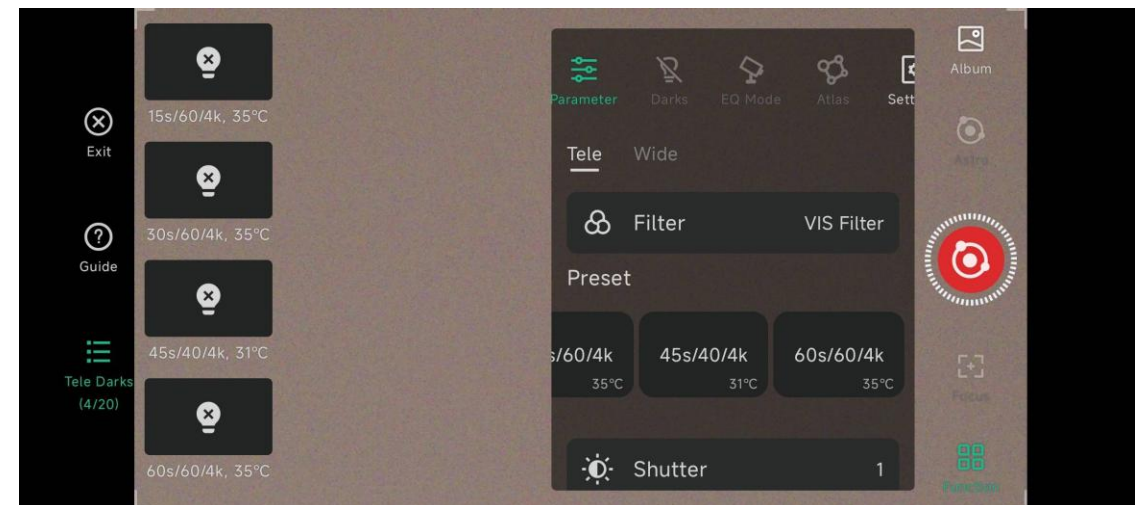 Exit
Guide
Tele Darks
(4/20)
15s/60/4k, 35°C
30s/60/4k, 35°C
45s/40/4k, 31°C
60s/60/4k, 35°C
Parameter
Darks
EQ Mode
Atlas
Sett
Tele
Wide
Filter
VIS Filter
Preset
s/60/4k
35°C
45s/40/4k
31°C
60s/60/4k
35°C
Shutter
1
Album
Astro
Focus
Function